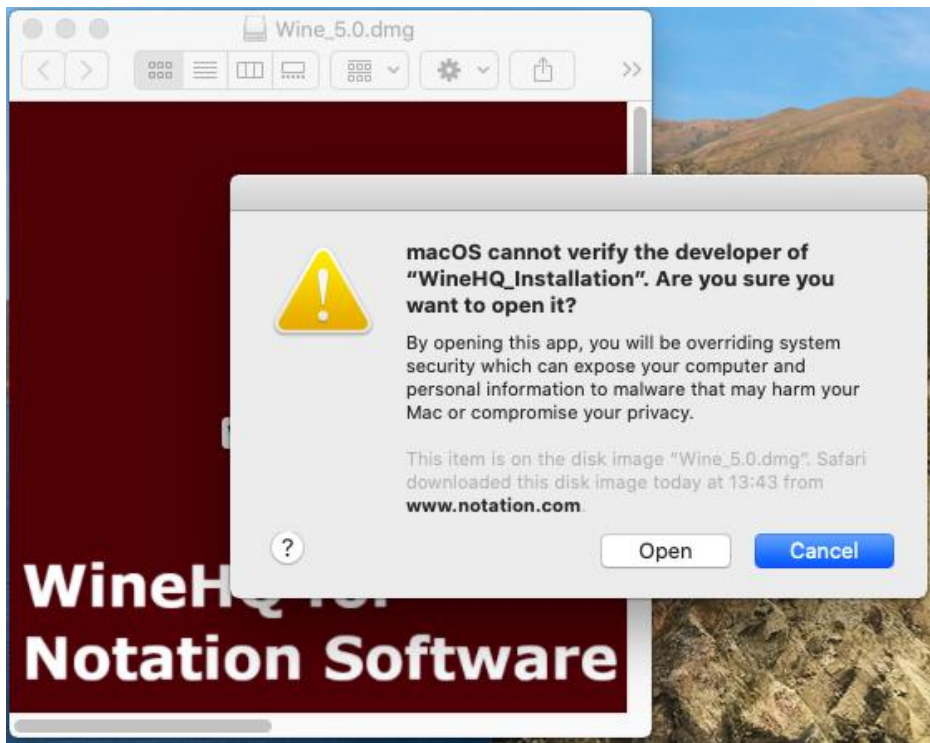 Wine_5.0.dmg
macOS cannot verify the developer of
“WineHQ_Installation”. Are you sure you
want to open it?
By opening this app, you will be overriding system
security which can expose your computer and
personal information to malware that may harm your
Mac or compromise your privacy.
This item is on the disk image “Wine_5.0.dmg”. Safari
downloaded this disk image today at 13:43 from
www.notation.com.
?
Open
Cancel
WineH
Notation Software